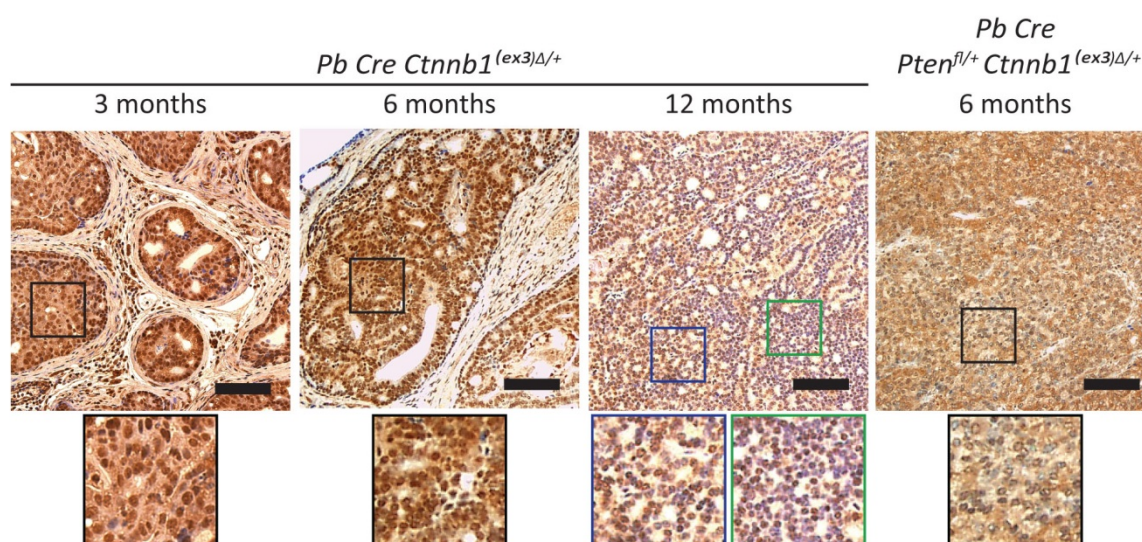 Pb Cre Ctnnb1(ex3)Δ/+
Pb Cre
Ptenfl/+ Ctnnb1(ex3)Δ/+
3 months
6 months
12 months
6 months